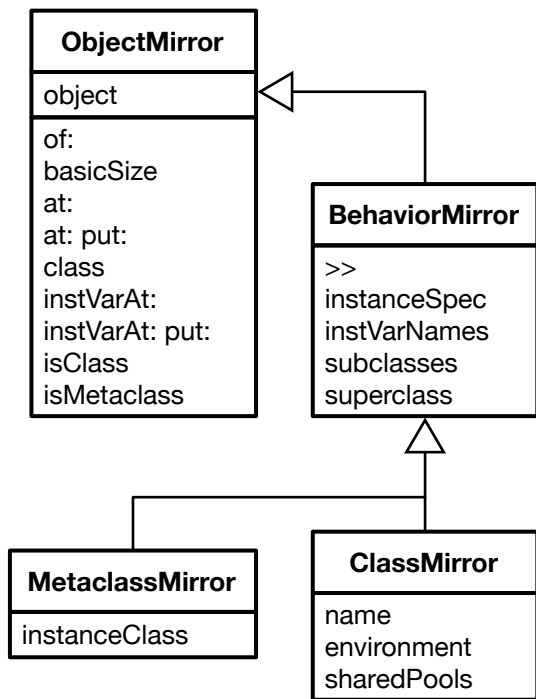 ObjectMirror
object
of:
basicSize
at:
at: put:
class
instVarAt:
instVarAt: put:
isClass
isMetaclass
BehaviorMirror
>>
instanceSpec
instVarNames
subclasses
superclass
MetaclassMirror
instanceClass
ClassMirror
name
environment
sharedPools